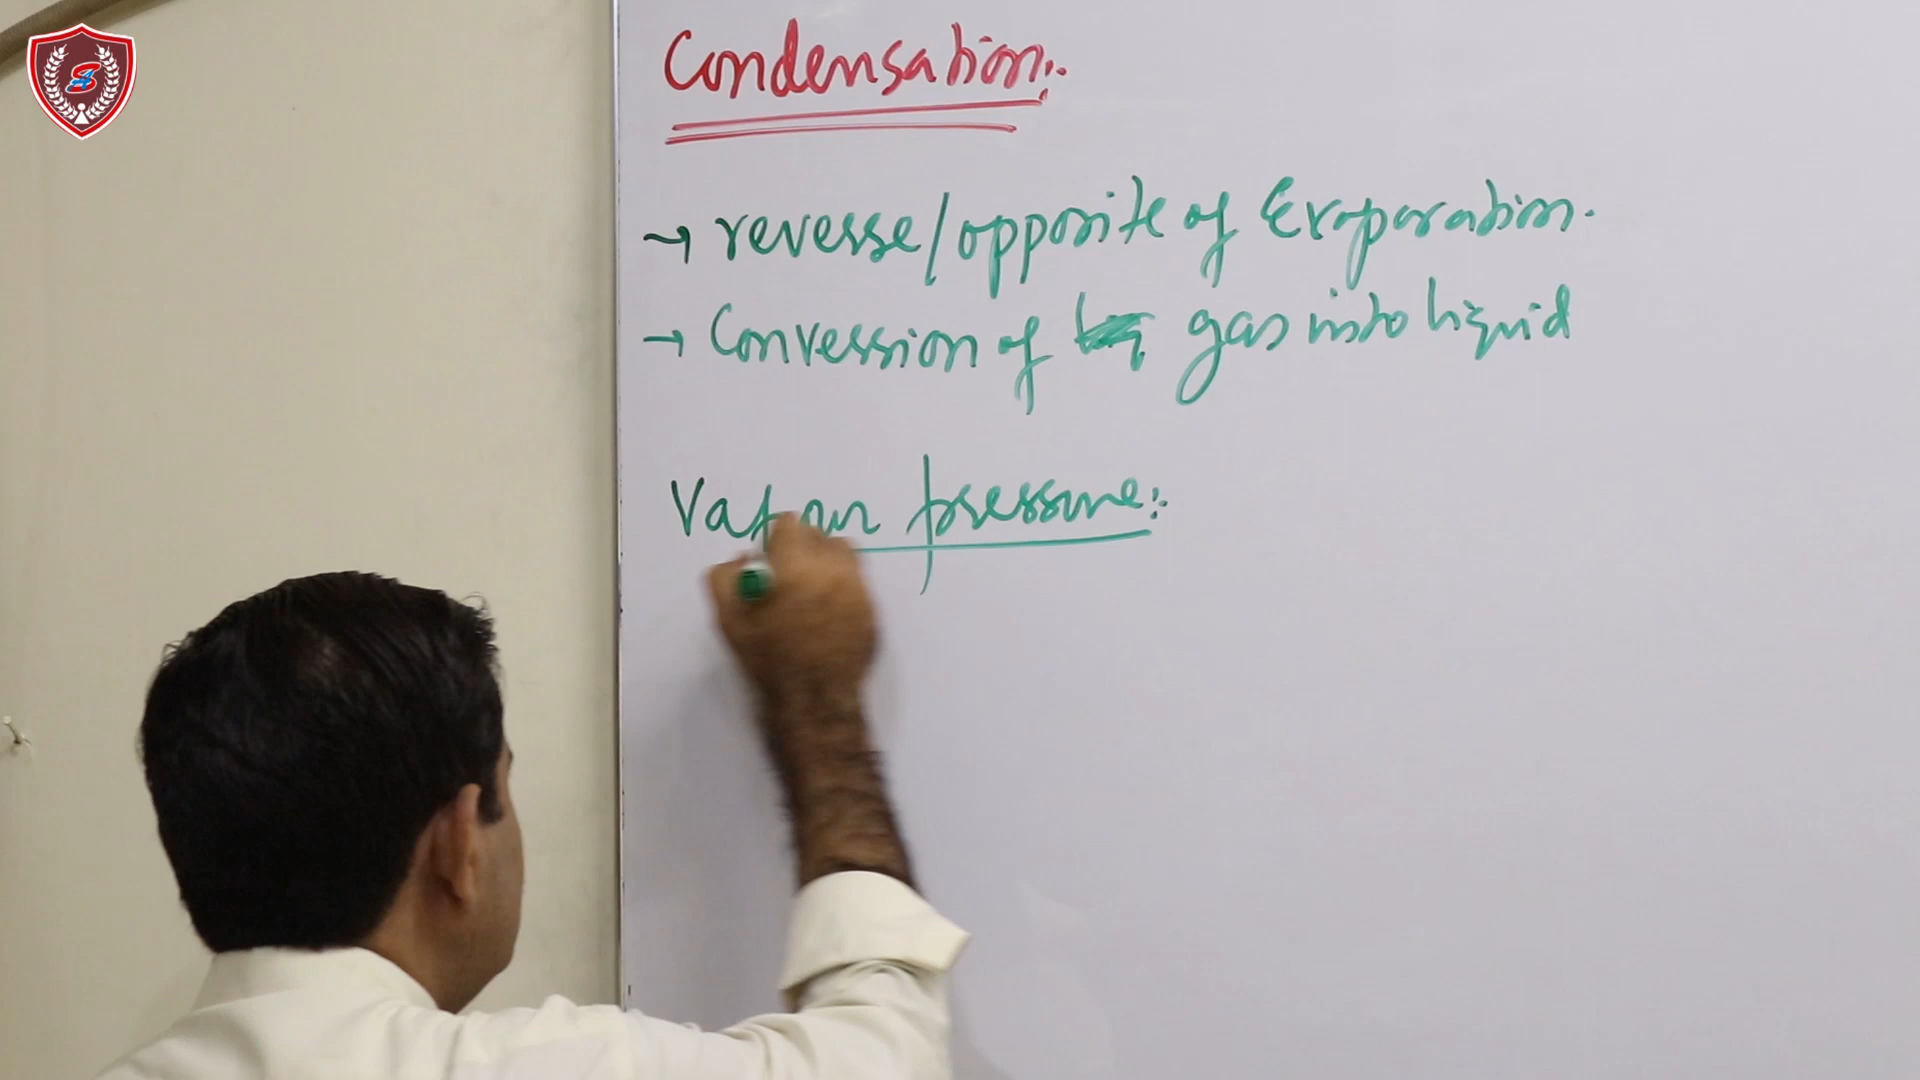 Condensation:-
→ reverse/opposite of Evaporation.
→ Conversion of gas into liquid
Vapour pressure:-